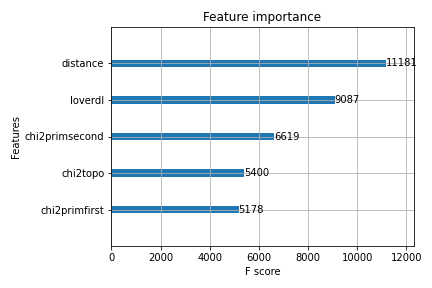 Feature importance
Features
distance
11181
loverdl
9087
chi2primsecond
6619
chi2topo
5400
chi2primfirst
5178
0 2000 4000 6000 8000 10000 12000
F score